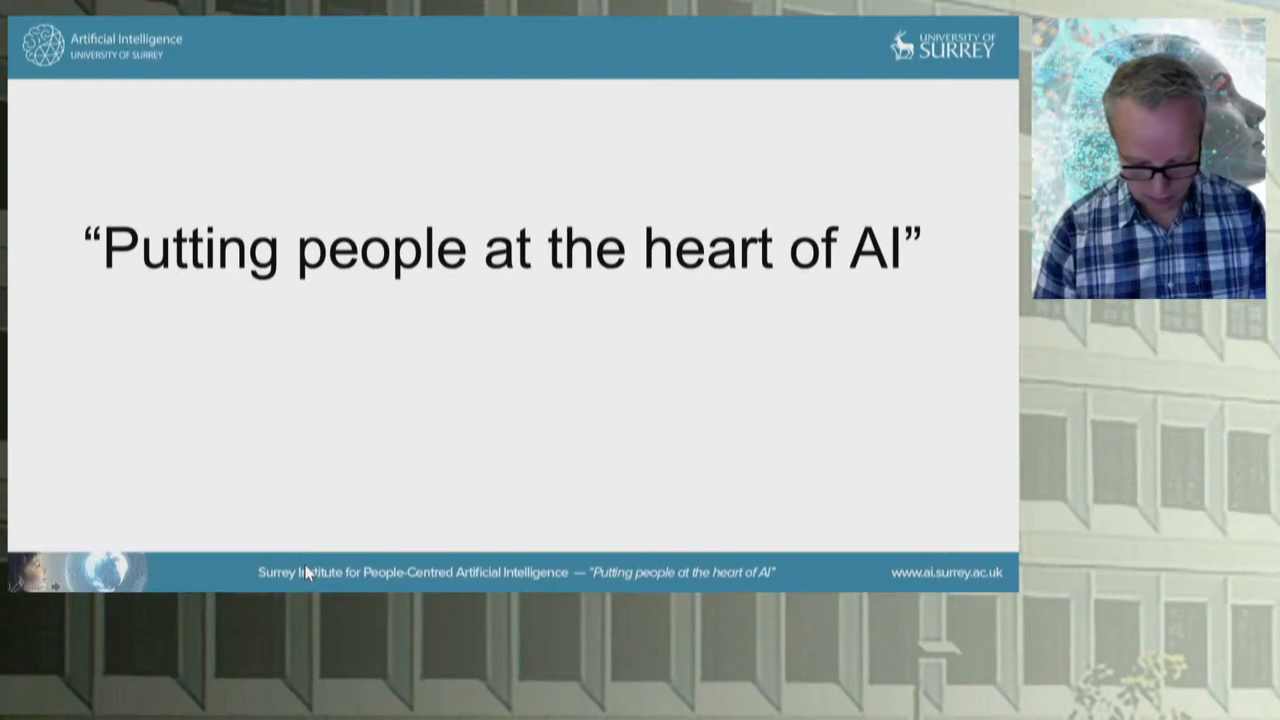 Artificial Intelligence
UNIVERSITY OF SURREY
UNIVERSITY OF
SURREY
“Putting people at the heart of AI”
Surrey Institute for People-Centred Artificial Intelligence — “Putting people at the heart of AI”
www.ai.surrey.ac.uk